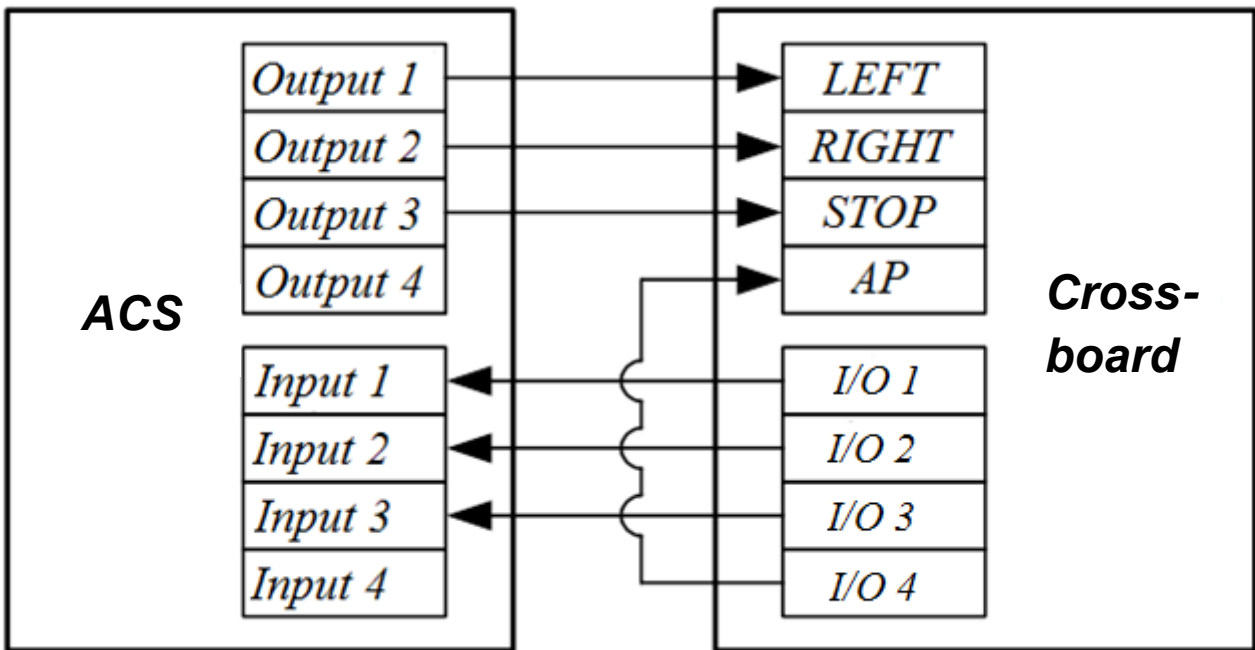 Output 1
Output 2
Output 3
Output 4
ACS
Input 1
Input 2
Input 3
Input 4
LEFT
RIGHT
STOP
AP
Cross-
board
I/O 1
I/O 2
I/O 3
I/O 4